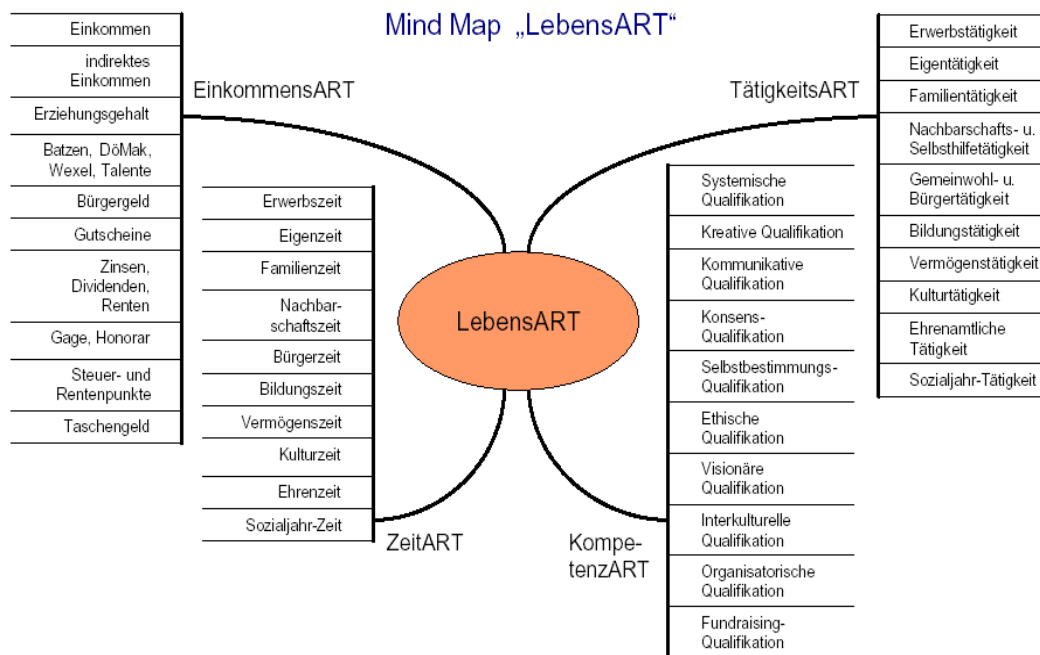 Mind Map „LebensART“
Einkommen
indirektes
Einkommen
Erziehungsgehalt
Batzen, DöMak,
Wexel, Talente
Bürgergeld
Gutscheine
Zinsen,
Dividenden,
Renten
Gage, Honorar
Steuer- und
Rentenpunkte
Taschengeld
EinkommensART
Erwerbszeit
Eigenzeit
Familienzeit
Nachbar-
schaftszeit
Bürgerzeit
Bildungszeit
Vermögenszeit
Kulturzeit
Ehrenzeit
Sozialjahr-Zeit
ZeitART
LebensART
TätigkeitsART
Erwerbstätigkeit
Eigentätigkeit
Familientätigkeit
Nachbarschafts- u.
Selbsthilfetätigkeit
Gemeinwohl- u.
Bürgertätigkeit
Bildungstätigkeit
Vermögenstätigkeit
Kulturtätigkeit
Ehrenamtliche
Tätigkeit
Sozialjahr-Tätigkeit
Systemische
Qualifikation
Kreative Qualifikation
Kommunikative
Qualifikation
Konsens-
Qualifikation
Selbstbestimmungs-
Qualifikation
Ethische
Qualifikation
Visionäre
Qualifikation
Interkulturelle
Qualifikation
Organisatorische
Qualifikation
Fundraising-
Qualifikation
Kompe-
tenzART